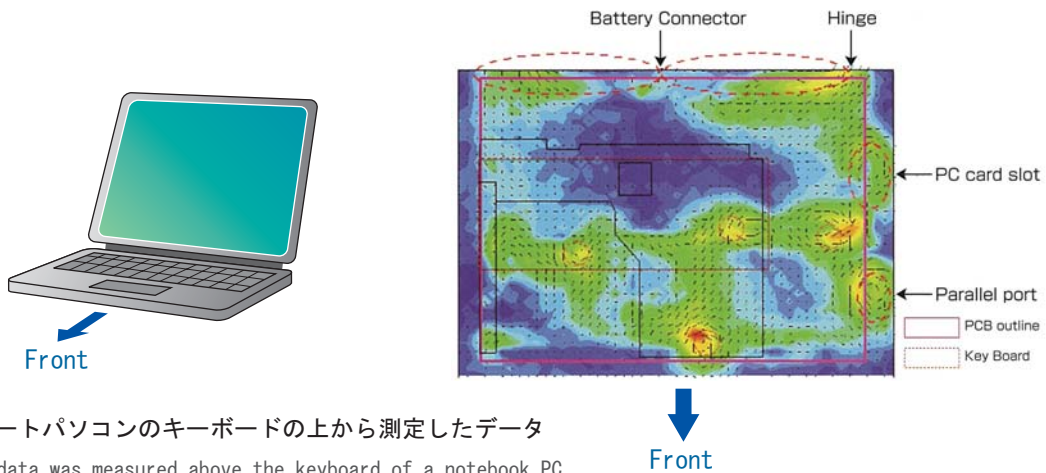 Battery Connector
Hinge
PC card slot
Parallel port
PCB outline
Key Board
Front
Front
ートパソコンのキーボードの上から測定したデータ
data was measured above the keyboard of a notebook PC